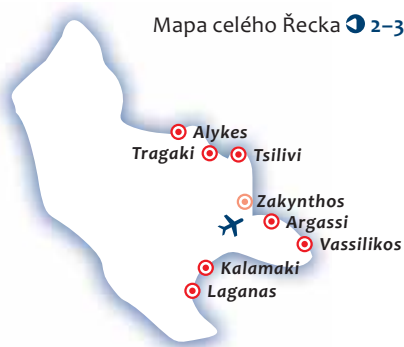 Mapa celého Řecka 2–3
Alykes
Tragaki
Tsilivi
Zakynthos
Argassi
Vassilikos
Kalamaki
Laganas